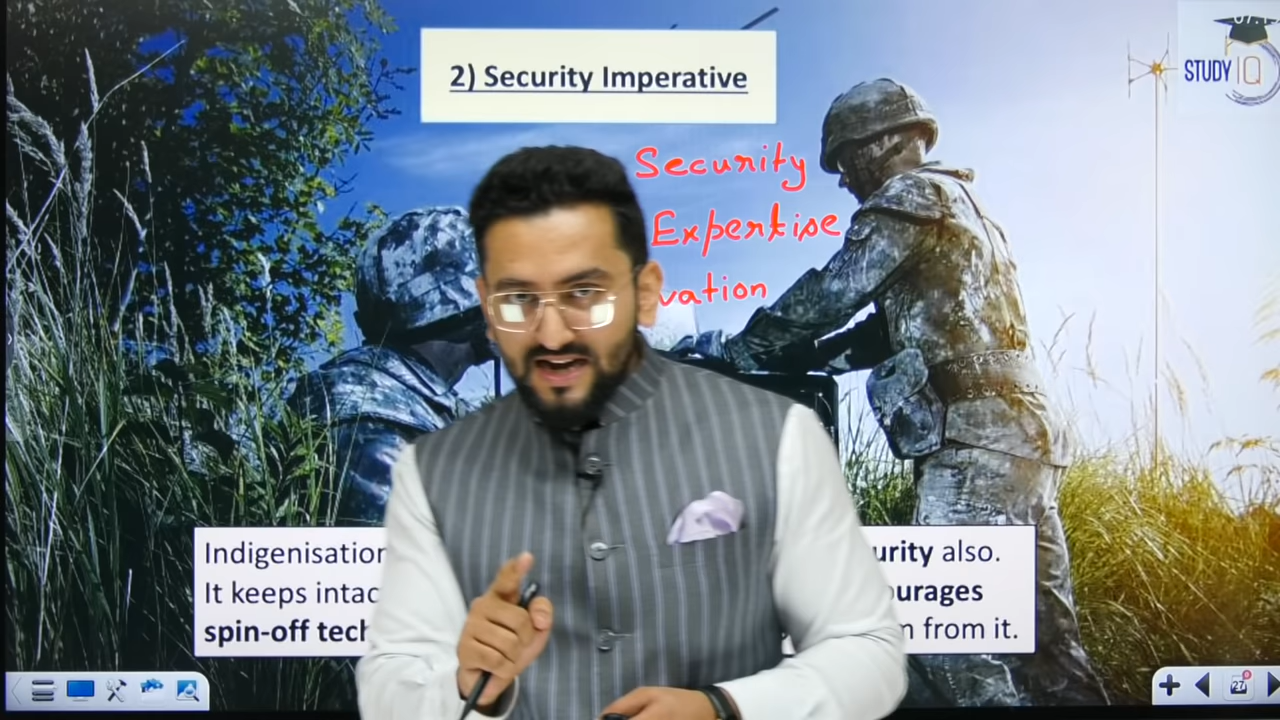 2) Security Imperative
STUDY IQ
Security
Expertise
vation
Indigenisation urity also.
It keeps intac ourages
spin-off tech n from it.
27